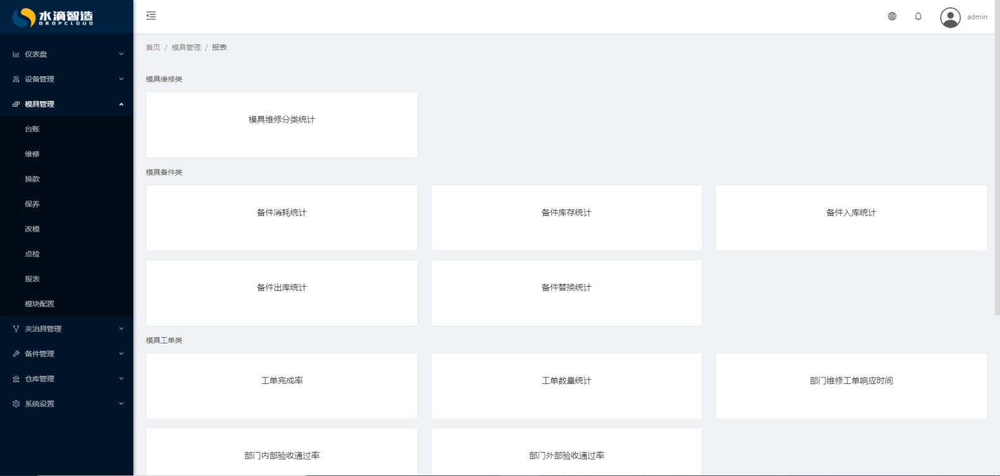 水滴智造
DROPCLOUD
admin
仪表盘
设备管理
模具管理
台账
维修
换款
保养
改模
点检
报表
模块配置
夹治具管理
备件管理
仓库管理
系统设置
首页 / 模具管理 / 报表
模具维修类
模具维修分类统计
模具备件类
备件消耗统计
备件库存统计
备件入库统计
备件出库统计
备件替换统计
模具工单类
工单完成率
工单数量统计
部门维修工单响应时间
部门内部验收通过率
部门外部验收通过率